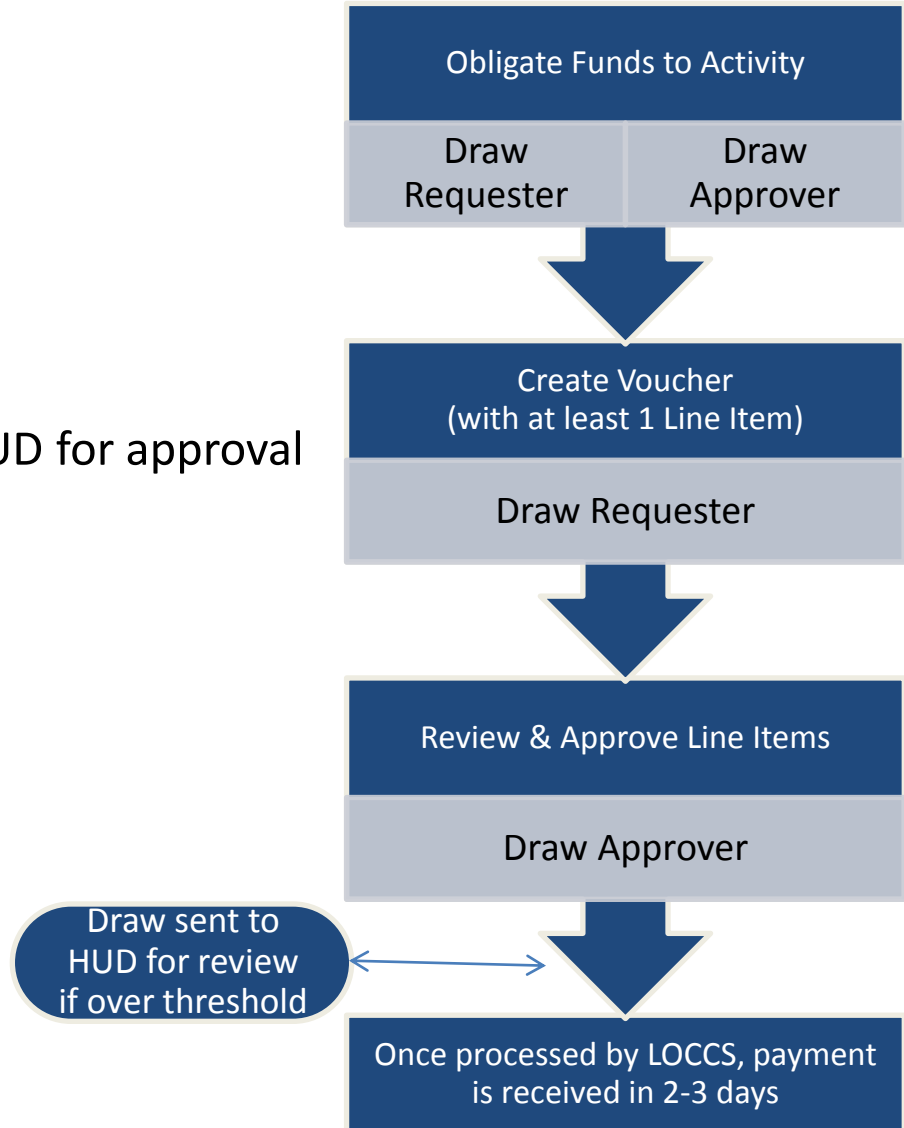 Obligate Funds to Activity
Draw
Requester
Draw
Approver
Create Voucher
(with at least 1 Line Item)
UD for approval
Draw Requester
Review & Approve Line Items
Draw Approver
Draw sent to
HUD for review
if over threshold
Once processed by LOCCS, payment
is received in 2-3 days